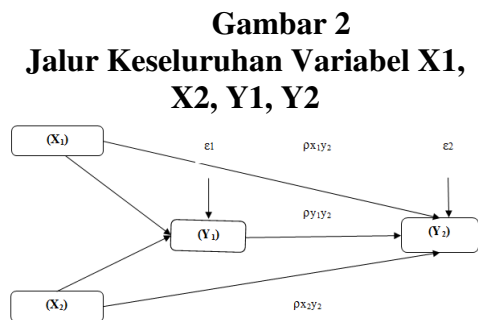 Gambar 2
Jalur Keseluruhan Variabel X1,
X2, Y1, Y2
(X₁)
ε1
ρx₁y₂
ε2
ρy₁y₂
(Y₁)
(Y₂)
(X₂)
ρx₂y₂